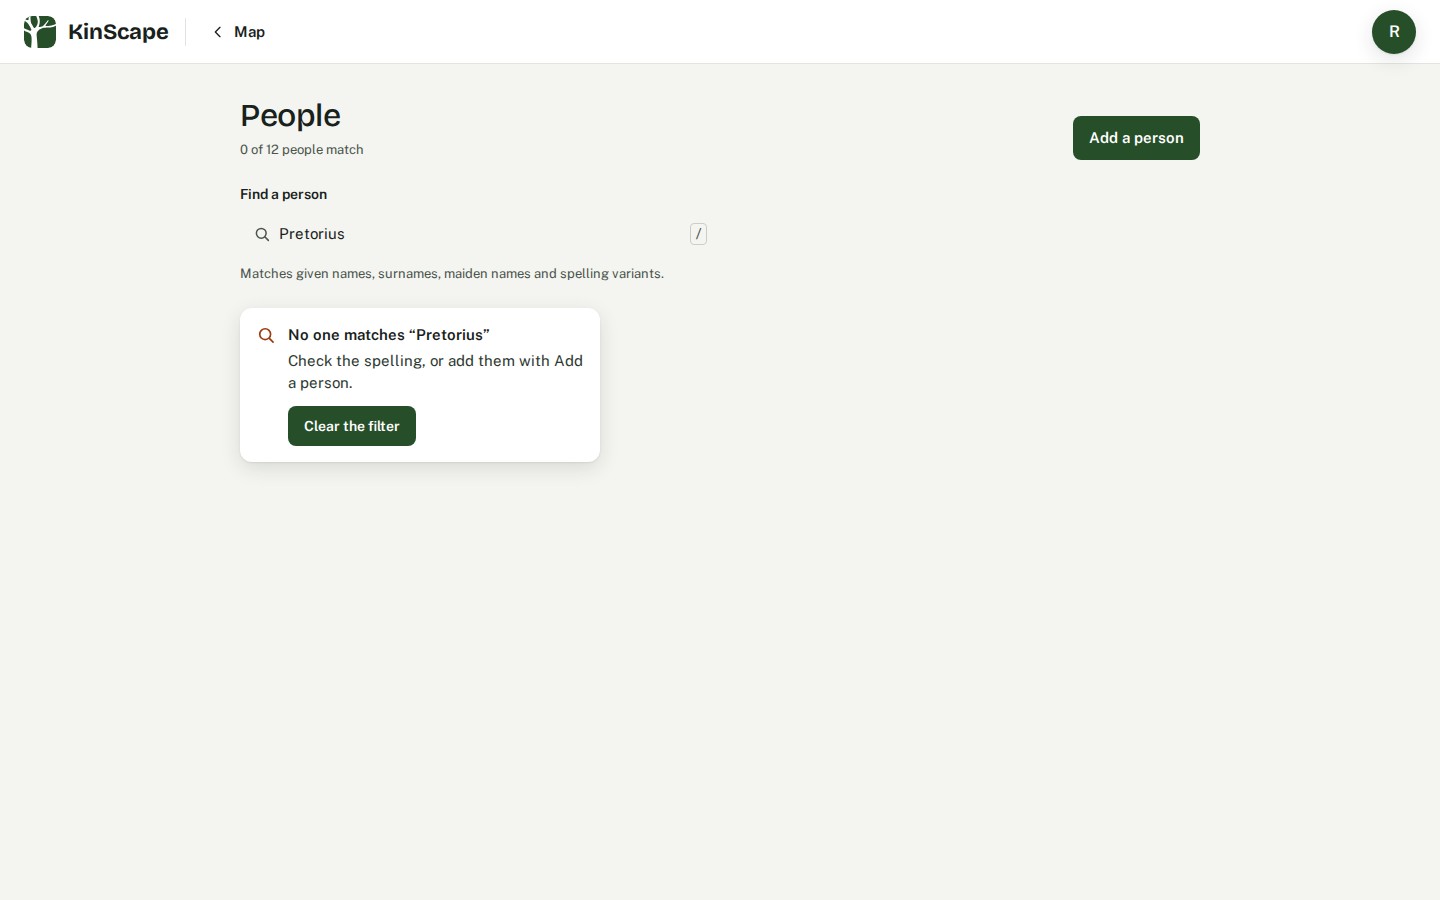 KinScape
Map
R
People
0 of 12 people match
Add a person
Find a person
Pretorius
/
Matches given names, surnames, maiden names and spelling variants.
No one matches “Pretorius”
Check the spelling, or add them with Add
a person.
Clear the filter